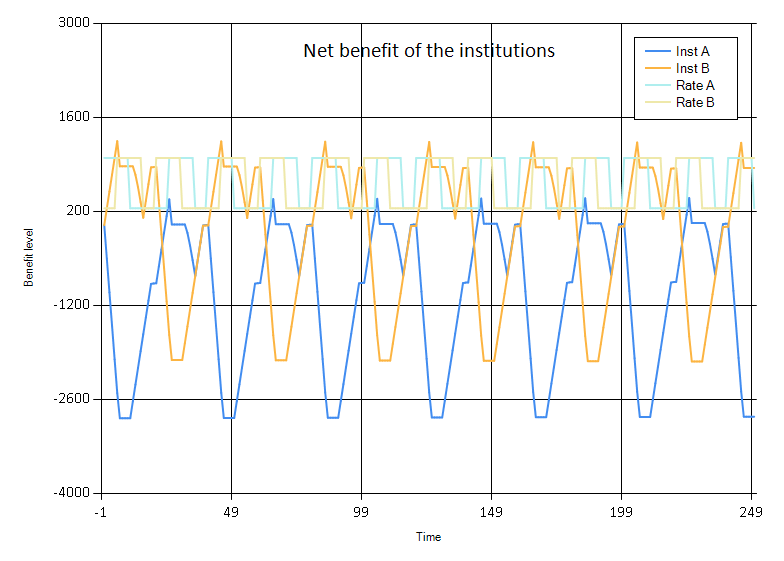 Net benefit of the institutions
Inst A
Inst B
Rate A
Rate B
3000
1600
200
-1200
-2600
-4000
Benefit level
-1 49 99 149 199 249
Time